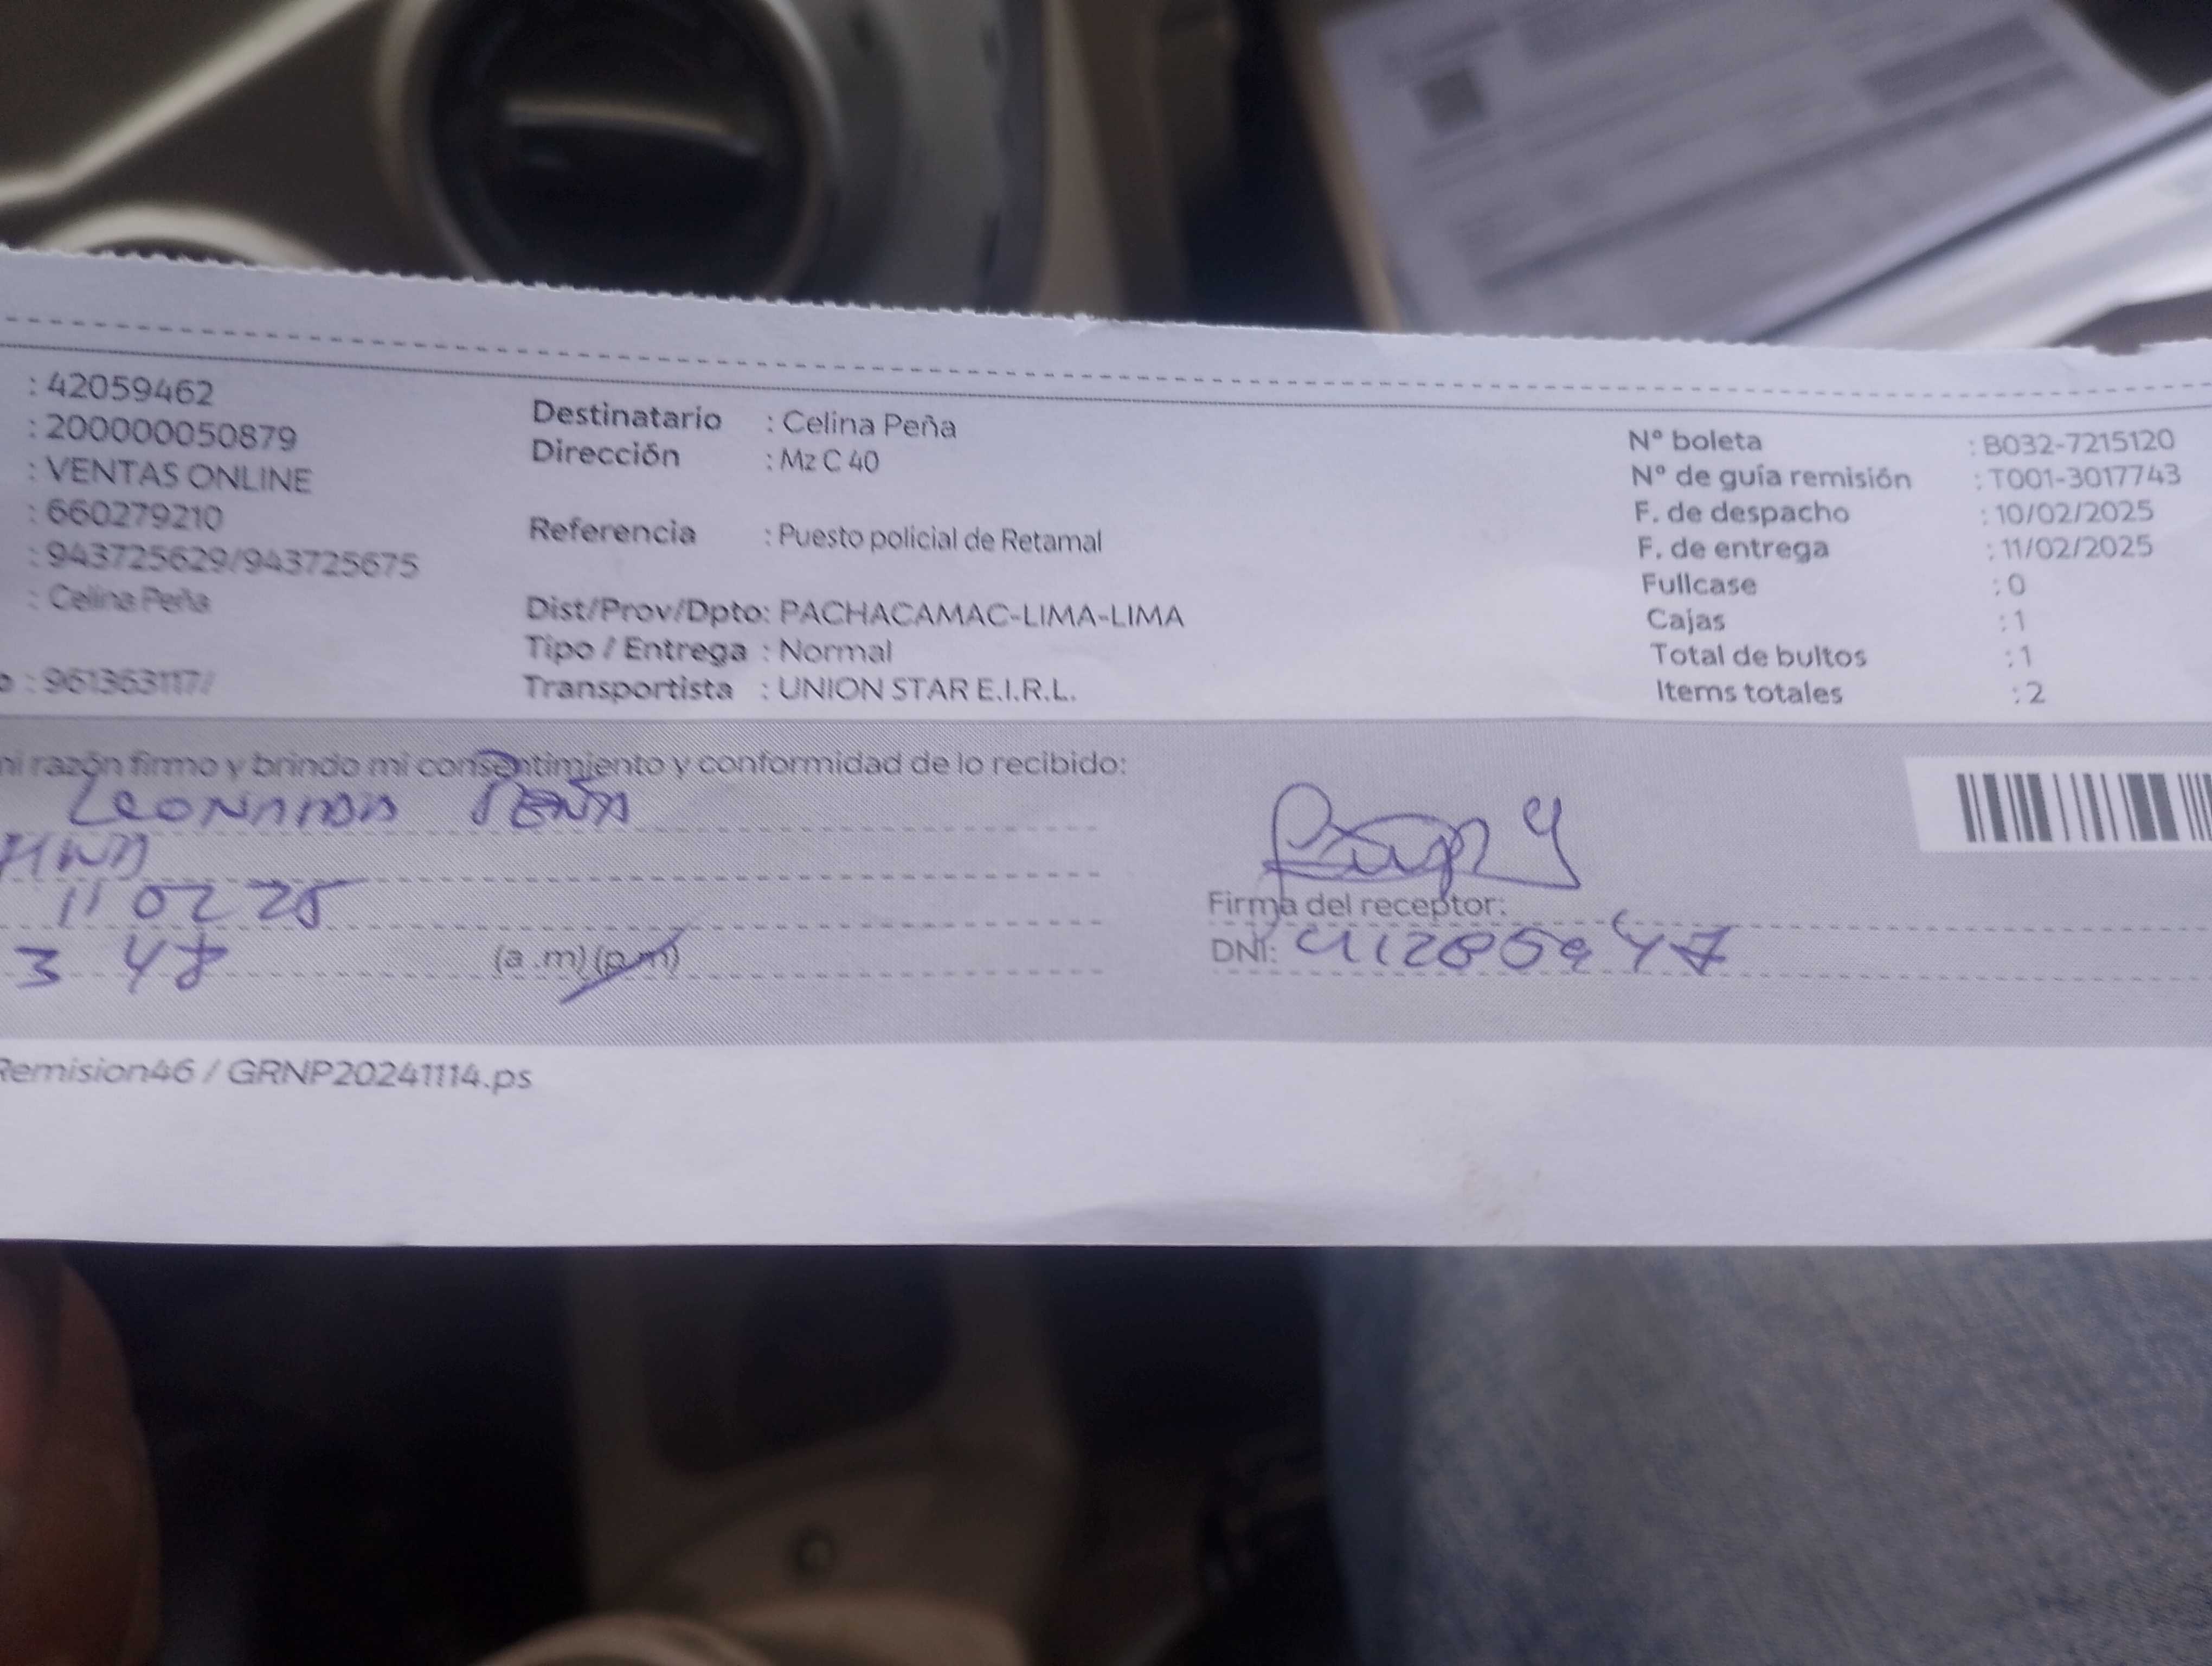 : 42059462
: 200000050879
: VENTAS ONLINE
: 660279210
: 943725629/943725675
: Celina Peña
: 961363117/
Destinatario : Celina Peña
Dirección : Mz C 40
Referencia : Puesto policial de Retamal
Dist/Prov/Dpto: PACHACAMAC-LIMA-LIMA
Tipo / Entrega : Normal
Transportista : UNION STAR E.I.R.L.
Nº boleta : B032-7215120
Nº de guía remisión : T001-3017743
F. de despacho : 10/02/2025
F. de entrega : 11/02/2025
Fullcase : 0
Cajas : 1
Total de bultos : 1
Items totales : 2
mi razón firmo y brindo mi consentimiento y conformidad de lo recibido:
Peña
11 02 25
3 48 (a .m) (p.m)
Firma del receptor:
DNI:
Remision46 / GRNP20241114.ps